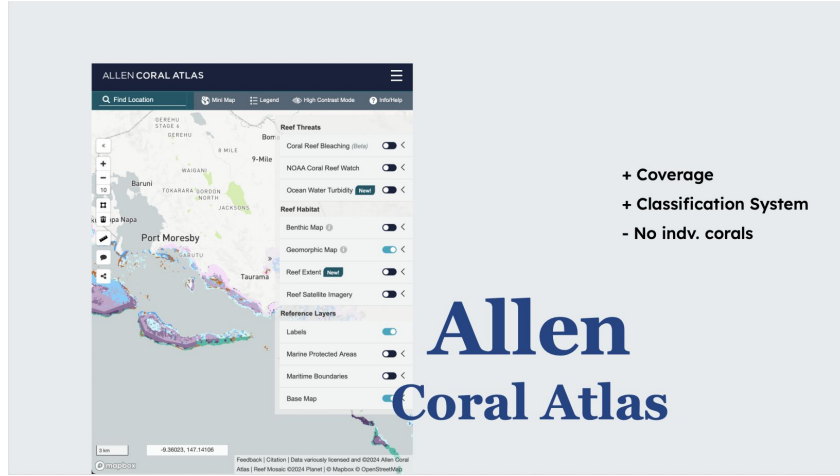 ALLEN CORAL ATLAS
Find Location
Mini Map
Legend
High Contrast Mode
Info/Help
GEREHU
STAGE 6
GEREHU
8 MILE
9-Mile
WAIGANI
Baruni
TOKARARA
GORDON
NORTH
JACKSONS
Napa Napa
Port Moresby
GABUTU
Taurama
10
Reef Threats
Coral Reef Bleaching (Beta)
NOAA Coral Reef Watch
Ocean Water Turbidity New!
Reef Habitat
Benthic Map
Geomorphic Map
Reef Extent New!
Reef Satellite Imagery
Reference Layers
Labels
Marine Protected Areas
Maritime Boundaries
Base Map
3 km
-9.36023, 147.14106
mapbox
Feedback | Citation | Data variously licensed and ©2024 Allen Coral
Atlas | Reef Mosaic ©2024 Planet | © Mapbox © OpenStreetMap
+ Coverage
+ Classification System
- No indv. corals
Allen
Coral Atlas